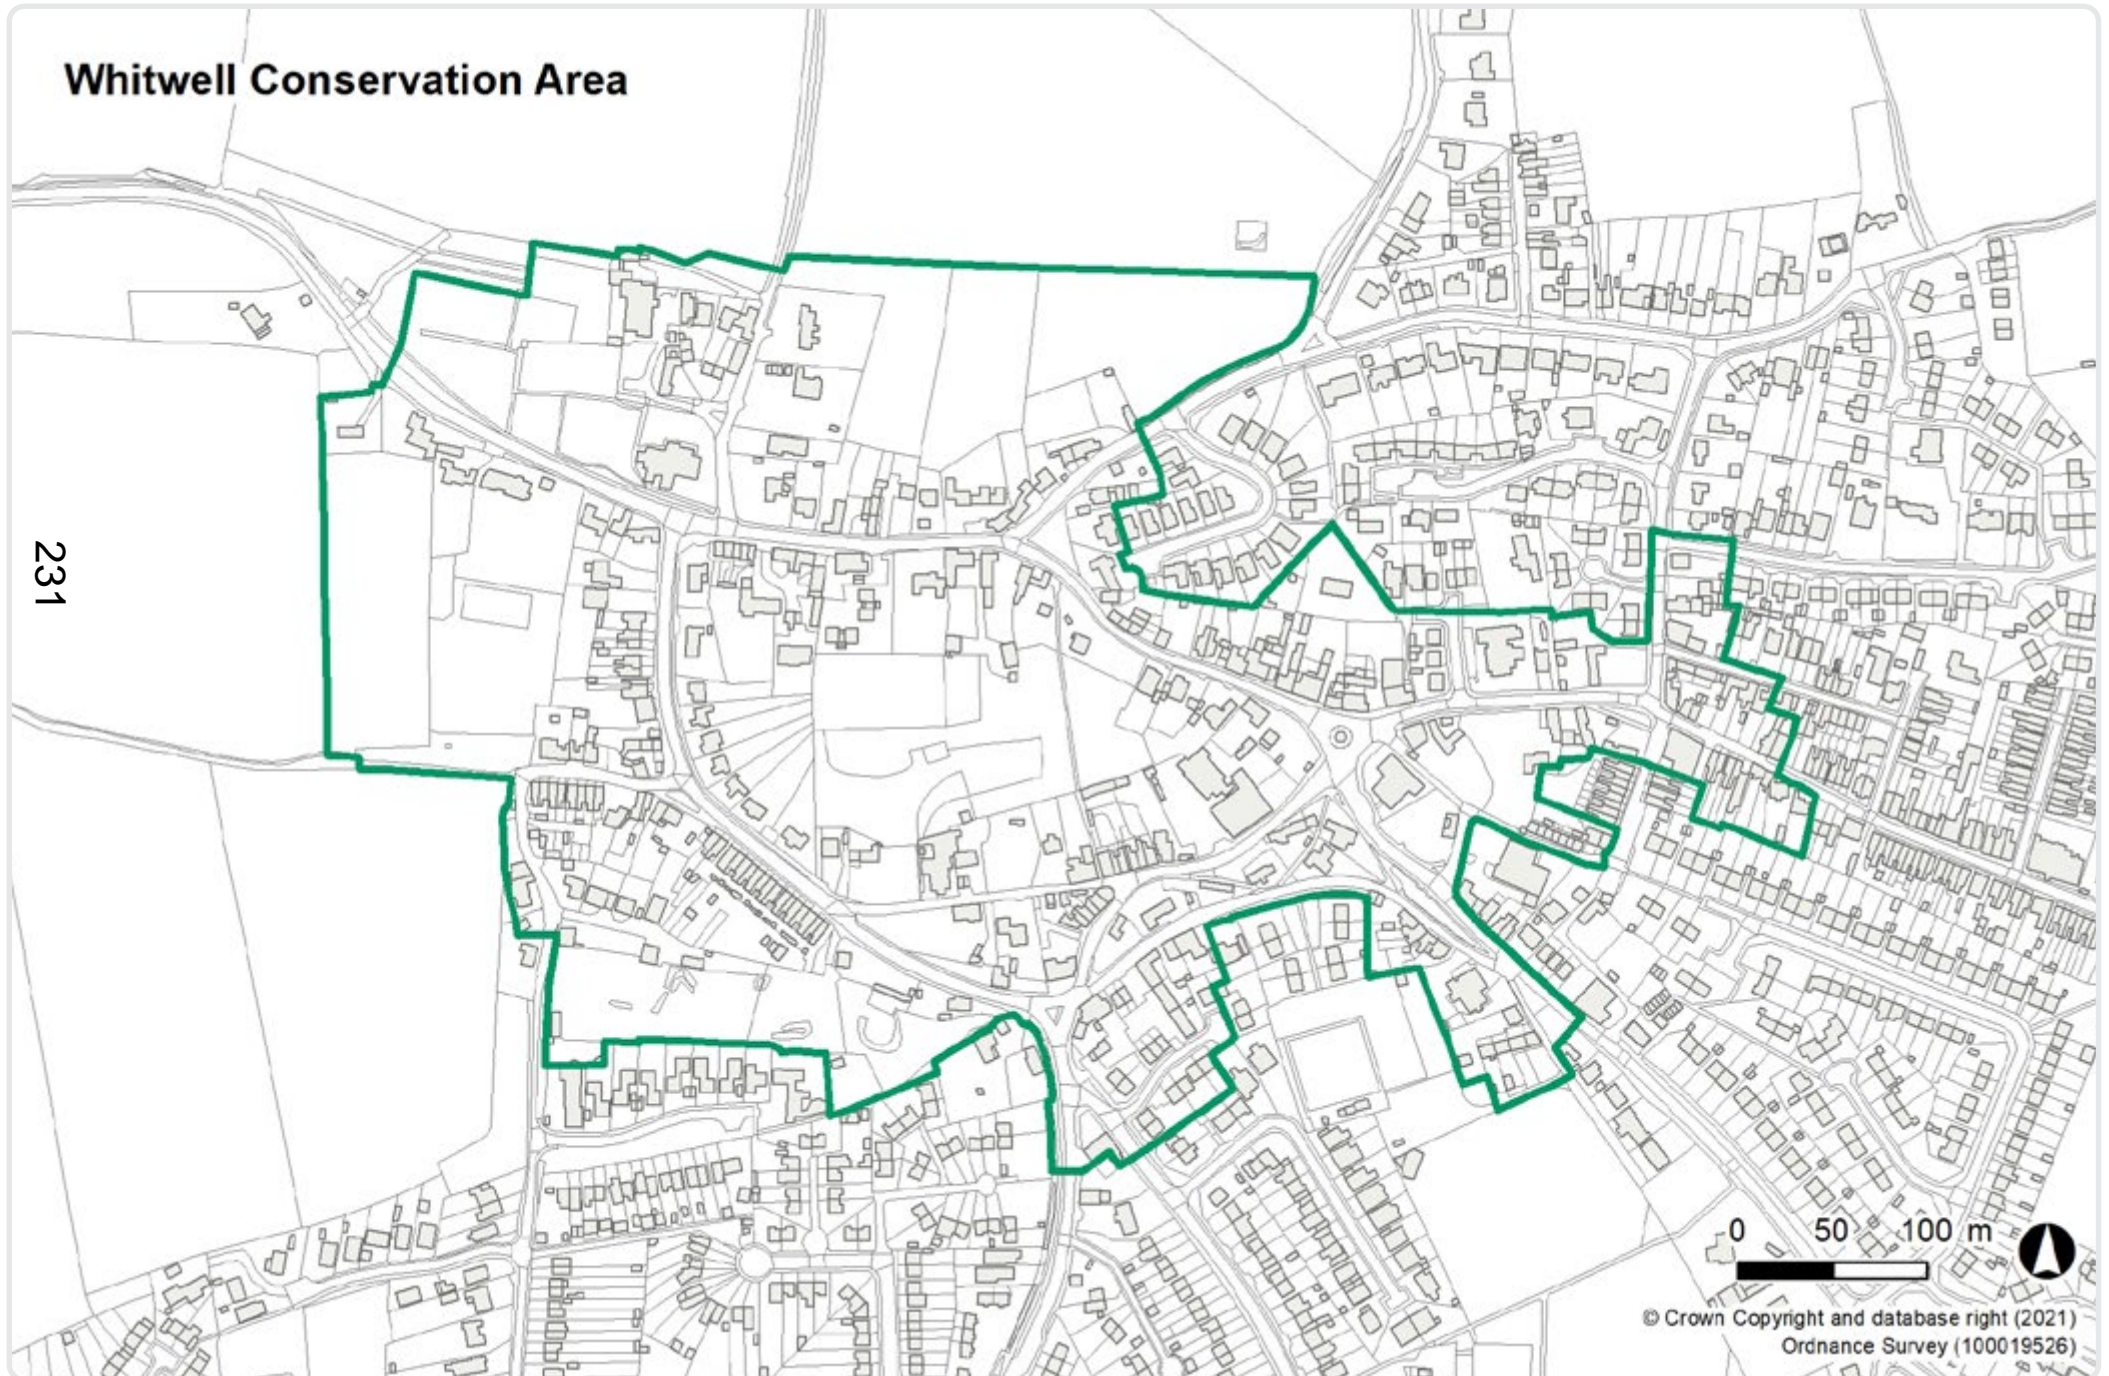 Whitwell Conservation Area
231
0 50 100 m
© Crown Copyright and database right (2021)
Ordnance Survey (100019526)